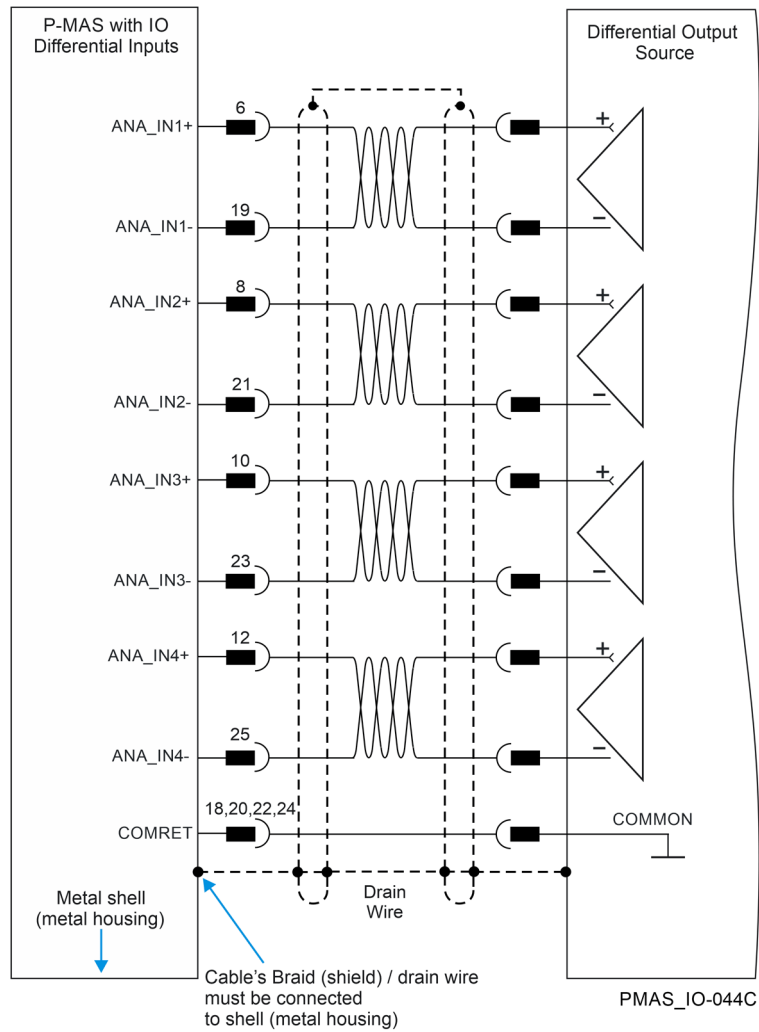 P-MAS with IO
Differential Inputs
Differential Output
Source
ANA_IN1+
6
+
ANA_IN1-
19
−
ANA_IN2+
8
+
ANA_IN2-
21
−
ANA_IN3+
10
+
ANA_IN3-
23
−
ANA_IN4+
12
+
ANA_IN4-
25
−
COMRET
18,20,22,24
COMMON
Metal shell
(metal housing)
Drain
Wire
Cable's Braid (shield) / drain wire
must be connected
to shell (metal housing)
PMAS_IO-044C